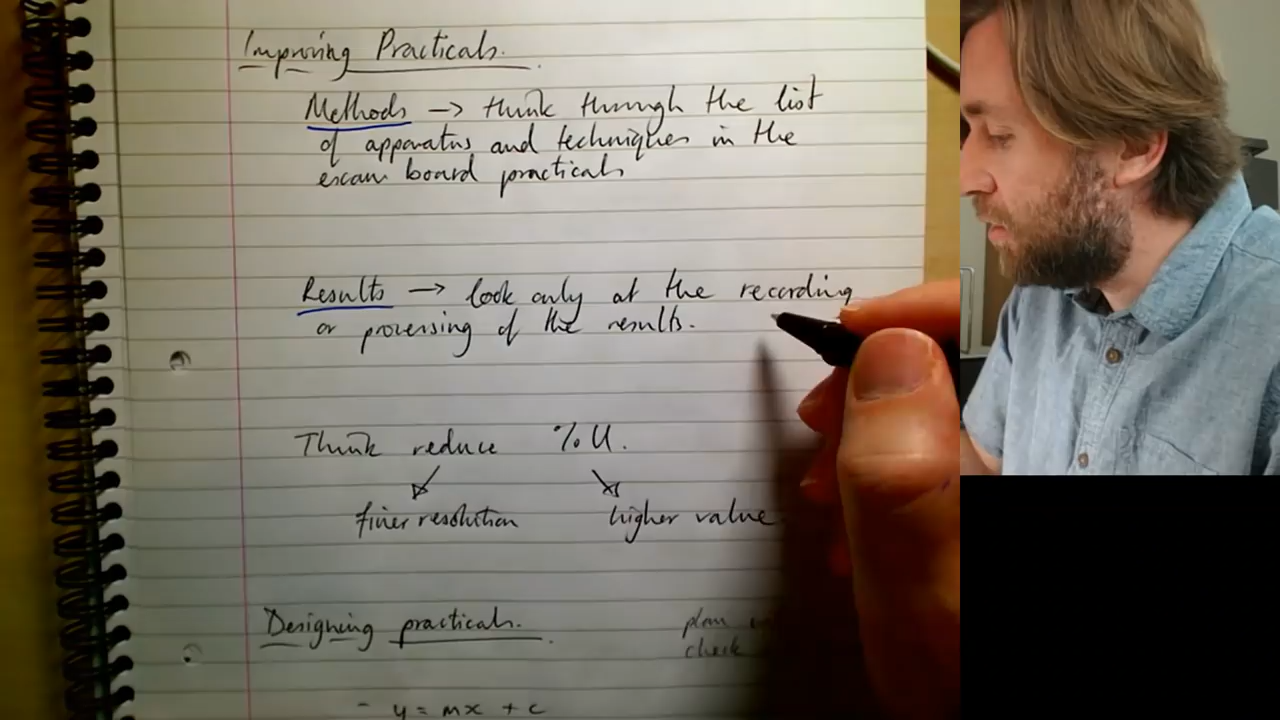 Improving Practicals.
Methods → think through the list
of apparatus and techniques in the
exam board practicals
Results → look only at the recording
or processing of the results.
Think reduce %U.
finer resolution higher value
Designing practicals.
plan
check
- y = mx + c